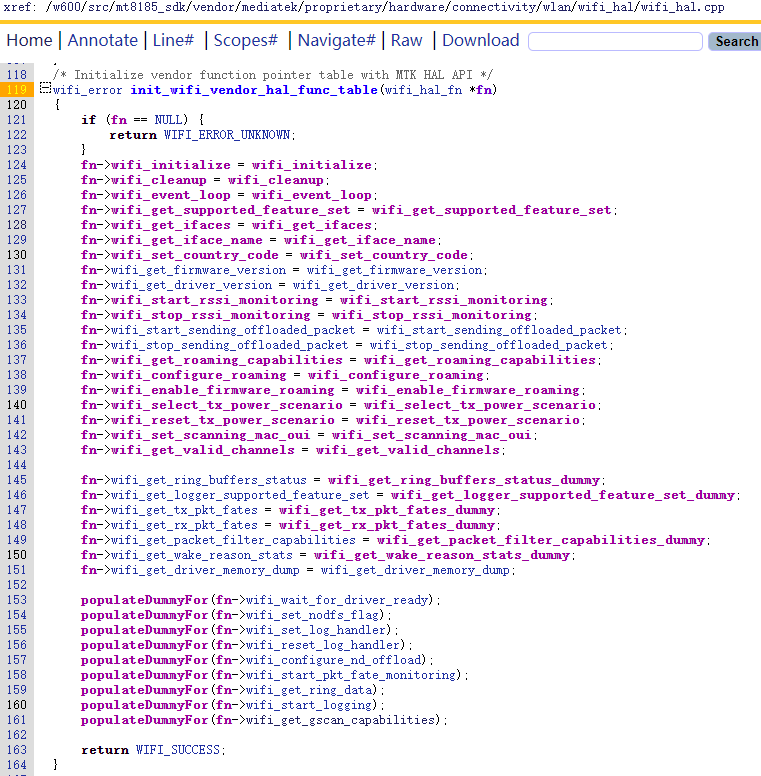 xref: /w600/src/mt8185_sdk/vendor/mediatek/proprietary/hardware/connectivity/wlan/wifi_hal/wifi_hal.cpp
Home | Annotate | Line# | Scopes# | Navigate# | Raw | Download Search
118 /* Initialize vendor function pointer table with MTK HAL API */
119 wifi_error init_wifi_vendor_hal_func_table(wifi_hal_fn *fn)
120 {
121 if (fn == NULL) {
122 return WIFI_ERROR_UNKNOWN;
123 }
124 fn->wifi_initialize = wifi_initialize;
125 fn->wifi_cleanup = wifi_cleanup;
126 fn->wifi_event_loop = wifi_event_loop;
127 fn->wifi_get_supported_feature_set = wifi_get_supported_feature_set;
128 fn->wifi_get_ifaces = wifi_get_ifaces;
129 fn->wifi_get_iface_name = wifi_get_iface_name;
130 fn->wifi_set_country_code = wifi_set_country_code;
131 fn->wifi_get_firmware_version = wifi_get_firmware_version;
132 fn->wifi_get_driver_version = wifi_get_driver_version;
133 fn->wifi_start_rssi_monitoring = wifi_start_rssi_monitoring;
134 fn->wifi_stop_rssi_monitoring = wifi_stop_rssi_monitoring;
135 fn->wifi_start_sending_offloaded_packet = wifi_start_sending_offloaded_packet;
136 fn->wifi_stop_sending_offloaded_packet = wifi_stop_sending_offloaded_packet;
137 fn->wifi_get_roaming_capabilities = wifi_get_roaming_capabilities;
138 fn->wifi_configure_roaming = wifi_configure_roaming;
139 fn->wifi_enable_firmware_roaming = wifi_enable_firmware_roaming;
140 fn->wifi_select_tx_power_scenario = wifi_select_tx_power_scenario;
141 fn->wifi_reset_tx_power_scenario = wifi_reset_tx_power_scenario;
142 fn->wifi_set_scanning_mac_oui = wifi_set_scanning_mac_oui;
143 fn->wifi_get_valid_channels = wifi_get_valid_channels;
144
145 fn->wifi_get_ring_buffers_status = wifi_get_ring_buffers_status_dummy;
146 fn->wifi_get_logger_supported_feature_set = wifi_get_logger_supported_feature_set_dummy;
147 fn->wifi_get_tx_pkt_fates = wifi_get_tx_pkt_fates_dummy;
148 fn->wifi_get_rx_pkt_fates = wifi_get_rx_pkt_fates_dummy;
149 fn->wifi_get_packet_filter_capabilities = wifi_get_packet_filter_capabilities_dummy;
150 fn->wifi_get_wake_reason_stats = wifi_get_wake_reason_stats_dummy;
151 fn->wifi_get_driver_memory_dump = wifi_get_driver_memory_dump;
152
153 populateDummyFor(fn->wifi_wait_for_driver_ready);
154 populateDummyFor(fn->wifi_set_nodfs_flag);
155 populateDummyFor(fn->wifi_set_log_handler);
156 populateDummyFor(fn->wifi_reset_log_handler);
157 populateDummyFor(fn->wifi_configure_nd_offload);
158 populateDummyFor(fn->wifi_start_pkt_fate_monitoring);
159 populateDummyFor(fn->wifi_get_ring_data);
160 populateDummyFor(fn->wifi_start_logging);
161 populateDummyFor(fn->wifi_get_gscan_capabilities);
162
163 return WIFI_SUCCESS;
164 }